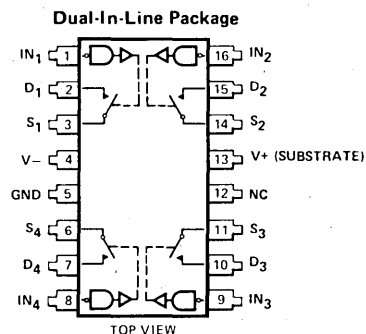 Dual-In-Line Package
IN1 1 16 IN2
D1 2 15 D2
S1 3 14 S2
V− 4 13 V+ (SUBSTRATE)
GND 5 12 NC
S4 6 11 S3
D4 7 10 D3
IN4 8 9 IN3
TOP VIEW